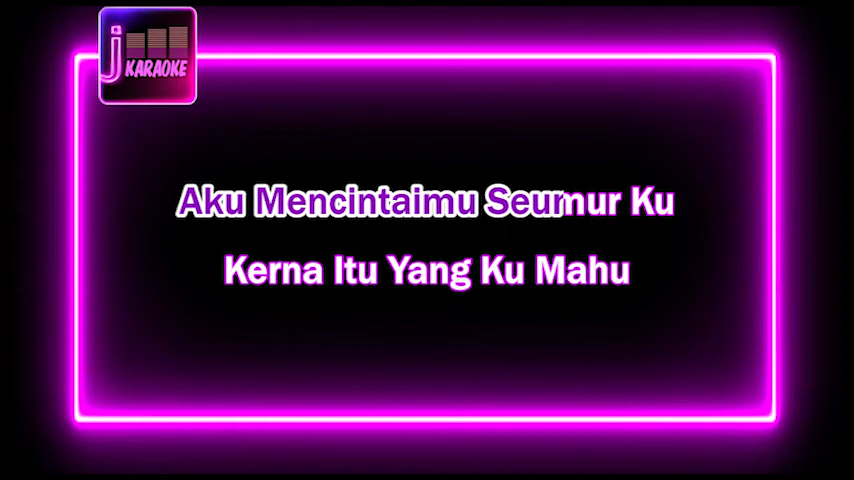 j KARAOKE
Aku Mencintaimu Seumur Ku
Kerna Itu Yang Ku Mahu